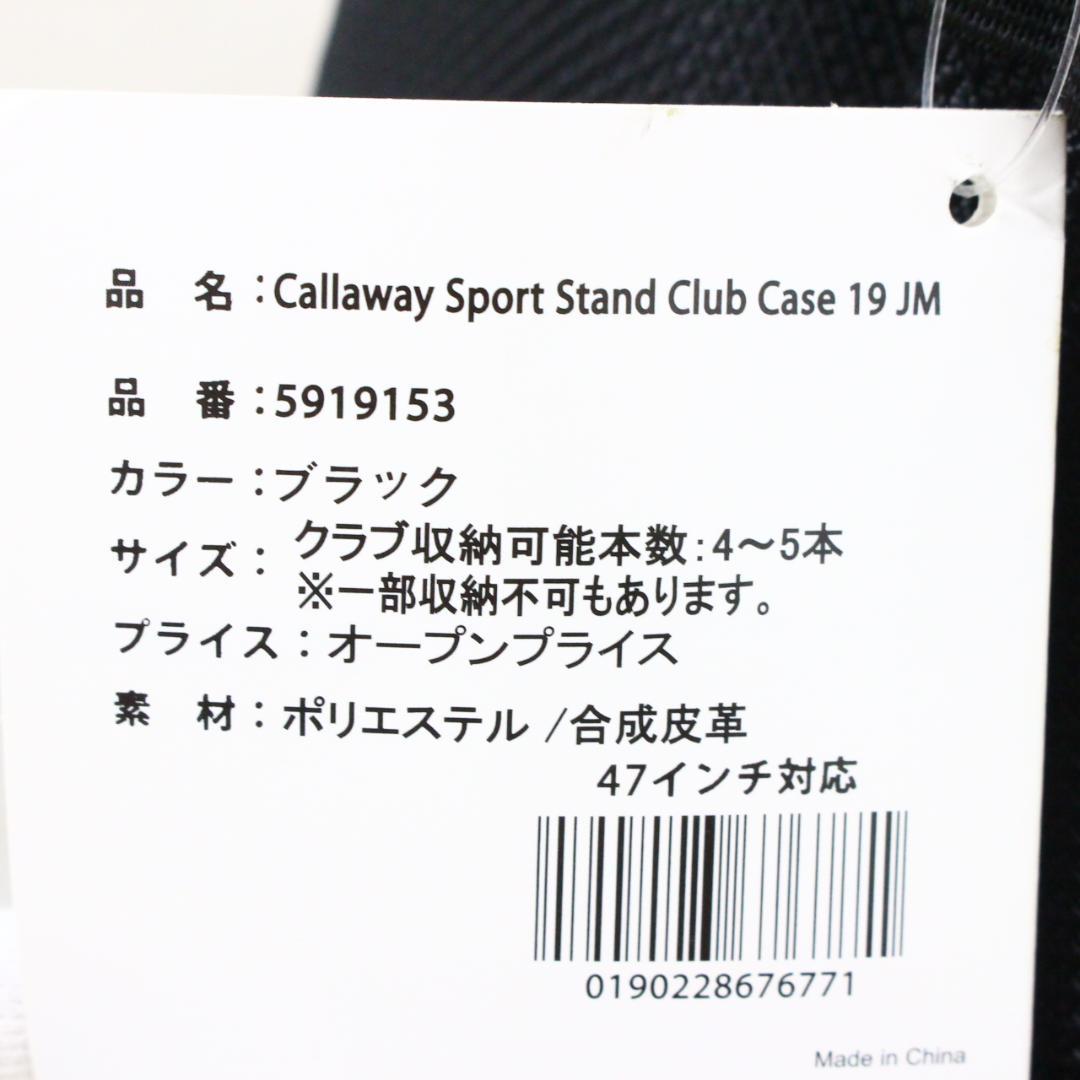 品　名：Callaway Sport Stand Club Case 19 JM
品　番：5919153
カラー：ブラック
サイズ：クラブ収納可能本数：4～5本
※一部収納不可もあります。
プライス：オープンプライス
素　材：ポリエステル /合成皮革
47インチ対応
0190228676771
Made in China